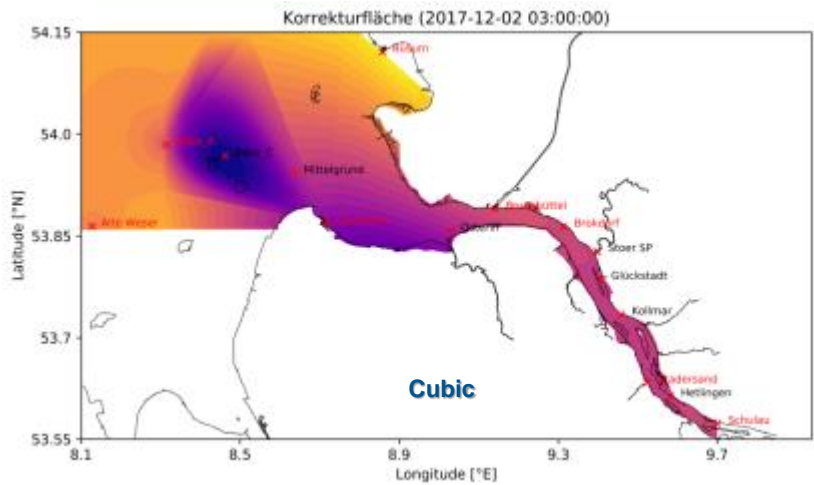 Korrekturfläche (2017-12-02 03:00:00)
54.15
Büsum
54.0
Mittelgrund
Alte Weser
Brunsbüttel
Brokdorf
Osteriff
53.85
Stoer SP
Glückstadt
Kollmar
53.7
Cubic
Hetlingen
Schulau
53.55
8.1 8.5 8.9 9.3 9.7
Longitude [°E]
Latitude [°N]